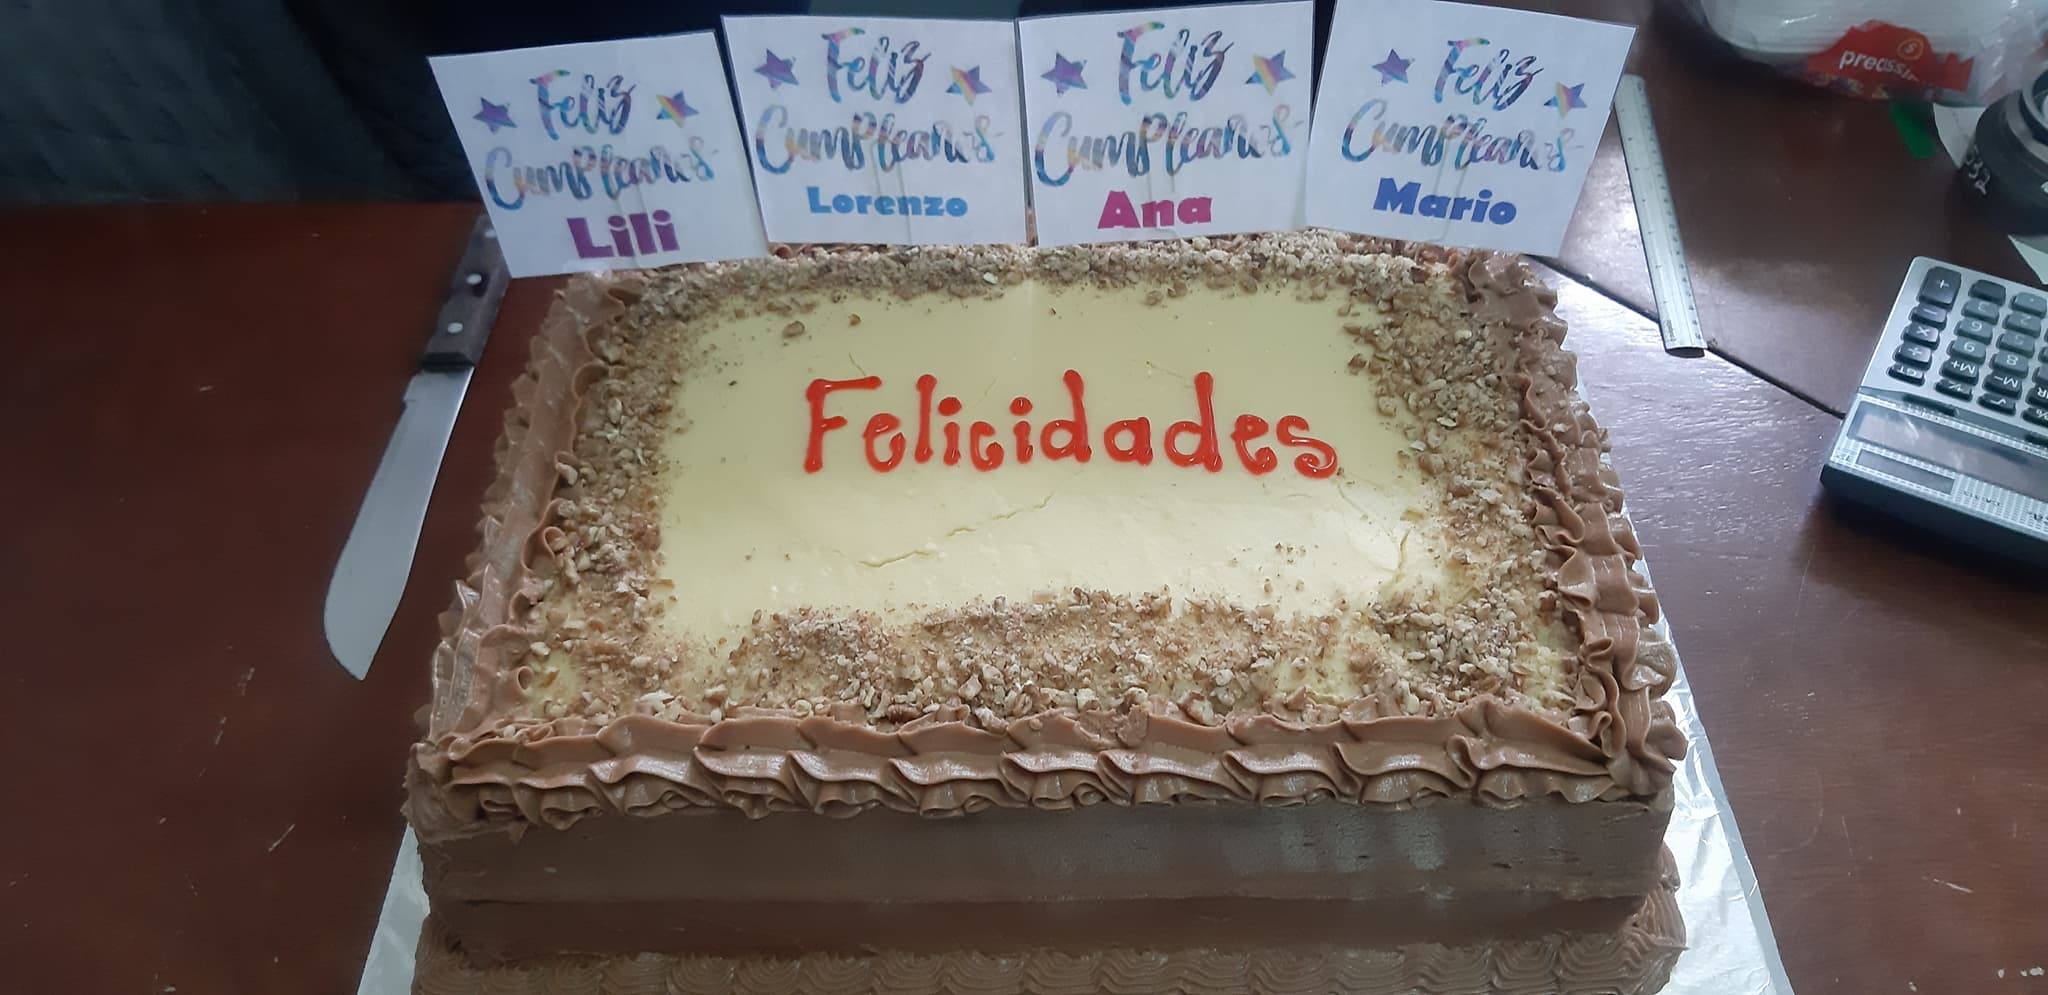 Feliz
Cumpleaños
Lili
Feliz
Cumpleaños
Lorenzo
Feliz
Cumpleaños
Ana
Feliz
Cumpleaños
Mario
Felicidades